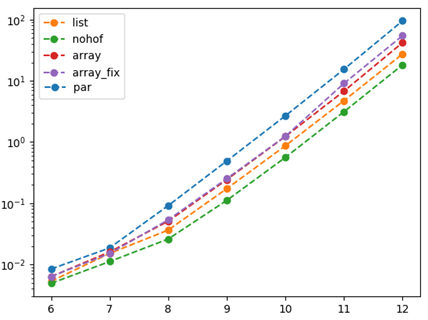 10²
10¹
10⁰
10⁻¹
10⁻²
list
nohof
array
array_fix
par
6 7 8 9 10 11 12